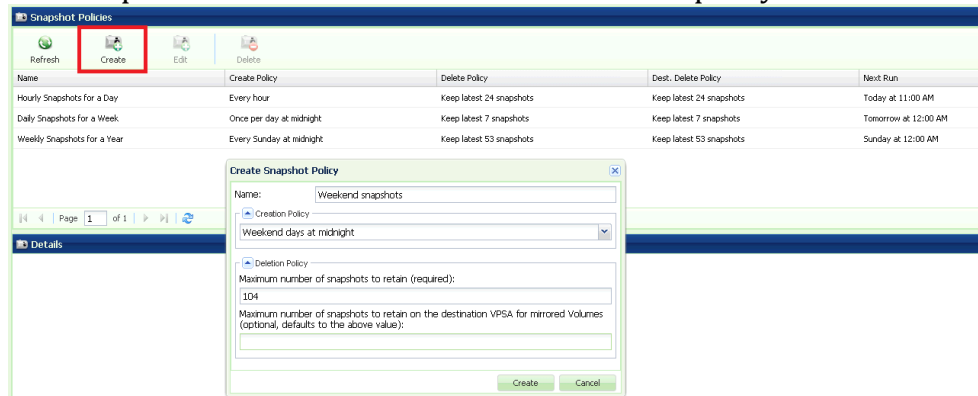 Snapshot Policies
Refresh Create Edit Delete
Name Create Policy Delete Policy Dest. Delete Policy Next Run
Hourly Snapshots for a Day Every hour Keep latest 24 snapshots Keep latest 24 snapshots Today at 11:00 AM
Daily Snapshots for a Week Once per day at midnight Keep latest 7 snapshots Keep latest 7 snapshots Tomorrow at 12:00 AM
Weekly Snapshots for a Year Every Sunday at midnight Keep latest 53 snapshots Keep latest 53 snapshots Sunday at 12:00 AM
Create Snapshot Policy
Name: Weekend snapshots
Creation Policy
Weekend days at midnight
Page 1 of 1
Details
Deletion Policy
Maximum number of snapshots to retain (required):
104
Maximum number of snapshots to retain on the destination VPSA for mirrored Volumes
(optional, defaults to the above value):
Create Cancel